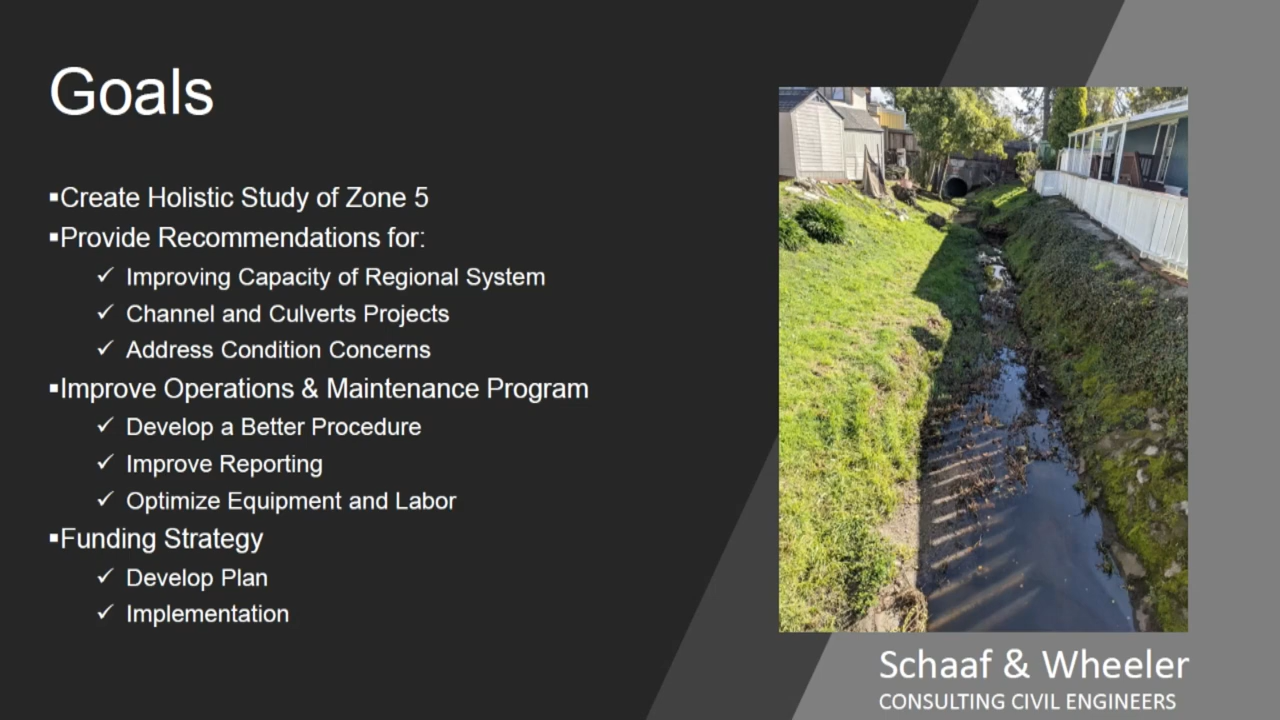 Goals
▪Create Holistic Study of Zone 5
▪Provide Recommendations for:
✓ Improving Capacity of Regional System
✓ Channel and Culverts Projects
✓ Address Condition Concerns
▪Improve Operations & Maintenance Program
✓ Develop a Better Procedure
✓ Improve Reporting
✓ Optimize Equipment and Labor
▪Funding Strategy
✓ Develop Plan
✓ Implementation
Schaaf & Wheeler
CONSULTING CIVIL ENGINEERS